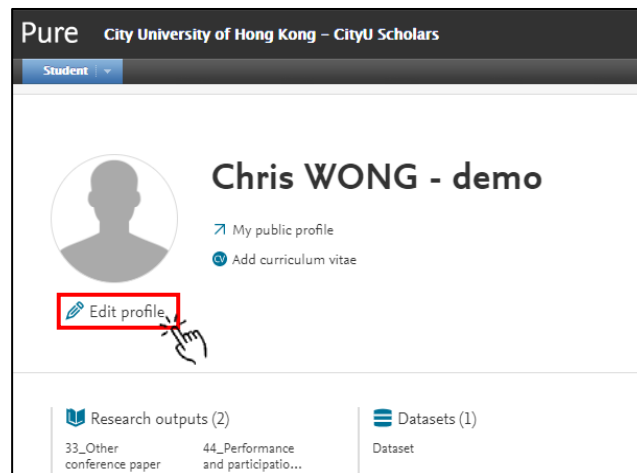 Pure City University of Hong Kong – CityU Scholars
Student
Chris WONG - demo
My public profile
CV Add curriculum vitae
Edit profile
Research outputs (2)
Datasets (1)
33_Other
conference paper
44_Performance
and participatio...
Dataset